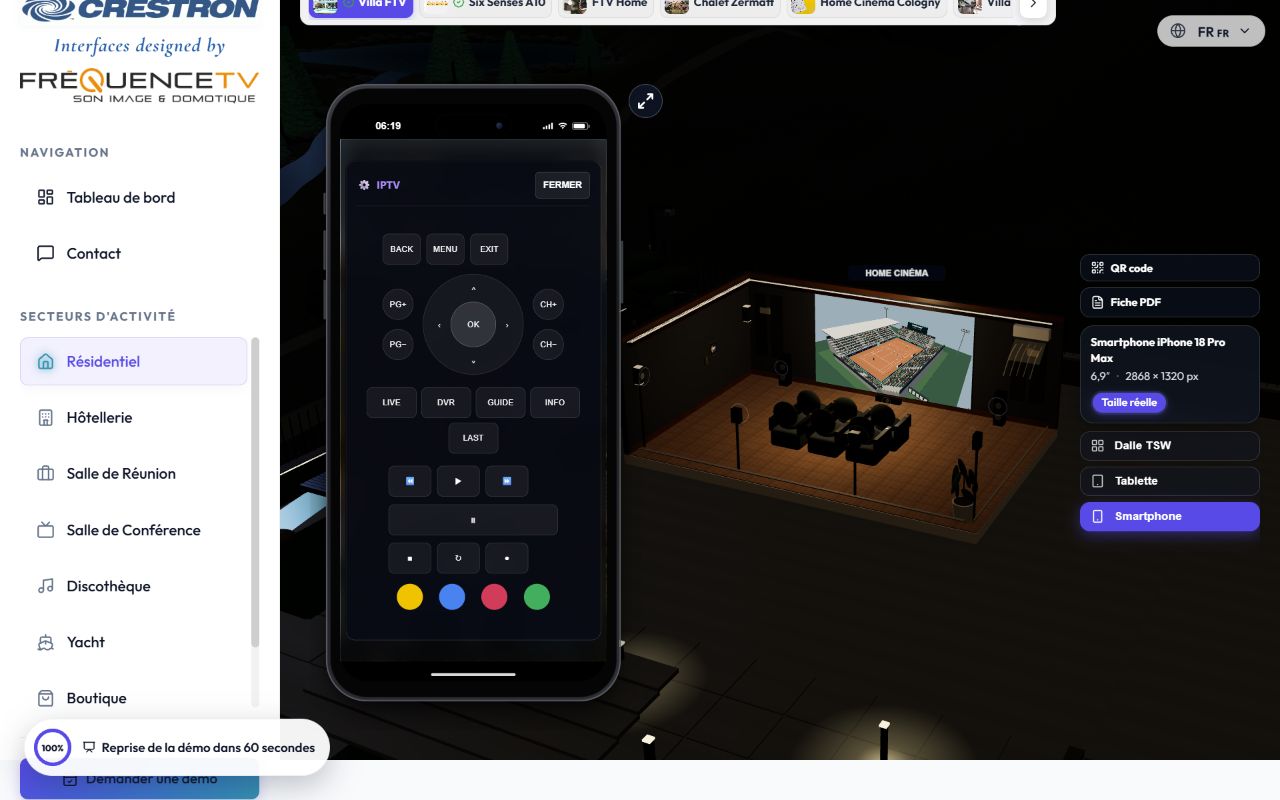 CRESTRON
Interfaces designed by
FRÉQUENCETV
SON IMAGE & DOMOTIQUE
NAVIGATION
Tableau de bord
Contact
SECTEURS D'ACTIVITÉ
Résidentiel
Hôtellerie
Salle de Réunion
Salle de Conférence
Discothèque
Yacht
Boutique
100%
Reprise de la démo dans 60 secondes
Demander une démo
Villa FTV
Six Senses A10
FTV Home
Chalet Zermatt
Home Cinema Cologny
Villa
FR FR
06:19
IPTV
FERMER
BACK
MENU
EXIT
PG+
CH+
OK
PG−
CH−
LIVE
DVR
GUIDE
INFO
LAST
HOME CINÉMA
QR code
Fiche PDF
Smartphone iPhone 18 Pro
Max
6,9″ · 2868 × 1320 px
Taille réelle
Dalle TSW
Tablette
Smartphone